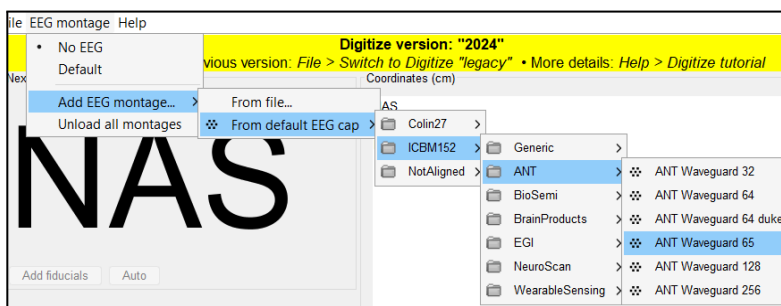 ile EEG montage Help
• No EEG
Default
Add EEG montage... >
Unload all montages
Digitize version: "2024"
vious version: File > Switch to Digitize "legacy" • More details: Help > Digitize tutorial
Nex
Coordinates (cm)
From file...
From default EEG cap >
AS
Colin27 >
ICBM152 >
NotAligned >
Generic >
ANT >
BioSemi >
BrainProducts >
EGI >
NeuroScan >
WearableSensing >
ANT Waveguard 32
ANT Waveguard 64
ANT Waveguard 64 duke
ANT Waveguard 65
ANT Waveguard 128
ANT Waveguard 256
NAS
Add fiducials
Auto